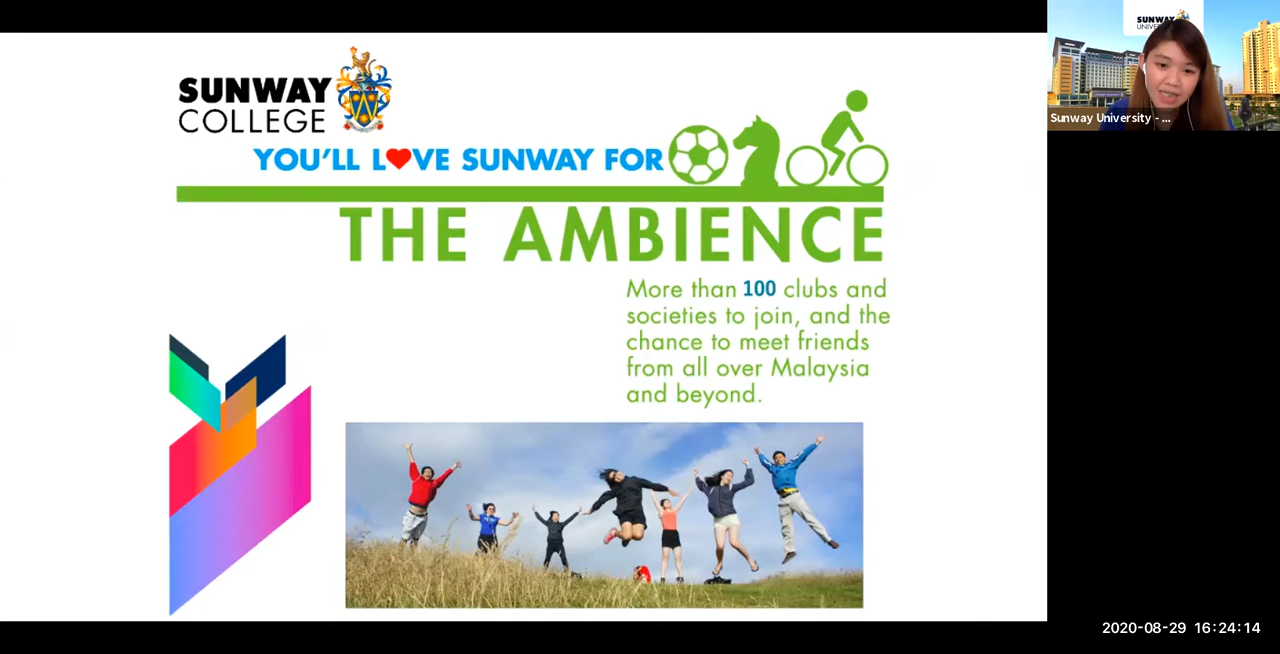 SUNWAY
COLLEGE
YOU'LL L❤VE SUNWAY FOR
THE AMBIENCE
More than 100 clubs and
societies to join, and the
chance to meet friends
from all over Malaysia
and beyond.
SUNWAY
Sunway University - ...
2020-08-29 16:24:14